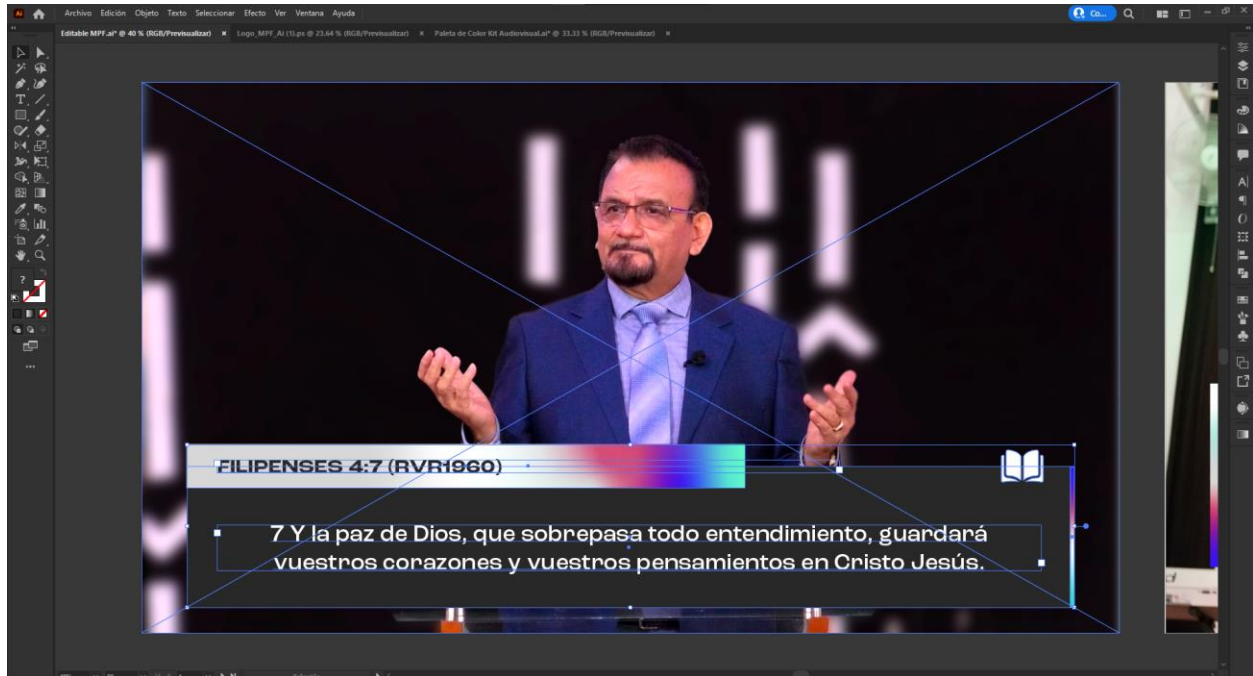 Archivo Edición Objeto Texto Seleccionar Efecto Ver Ventana Ayuda
Co...
Editable MPF.ai* @ 40 % (RGB/Previsualizar) × Logo_MPF_Ai (1).ps @ 23.64 % (RGB/Previsualizar) × Paleta de Color Kit Audiovisual.ai* @ 33.33 % (RGB/Previsualizar) ×
FILIPENSES 4:7 (RVR1960)
7 Y la paz de Dios, que sobrepasa todo entendimiento, guardará
vuestros corazones y vuestros pensamientos en Cristo Jesús.